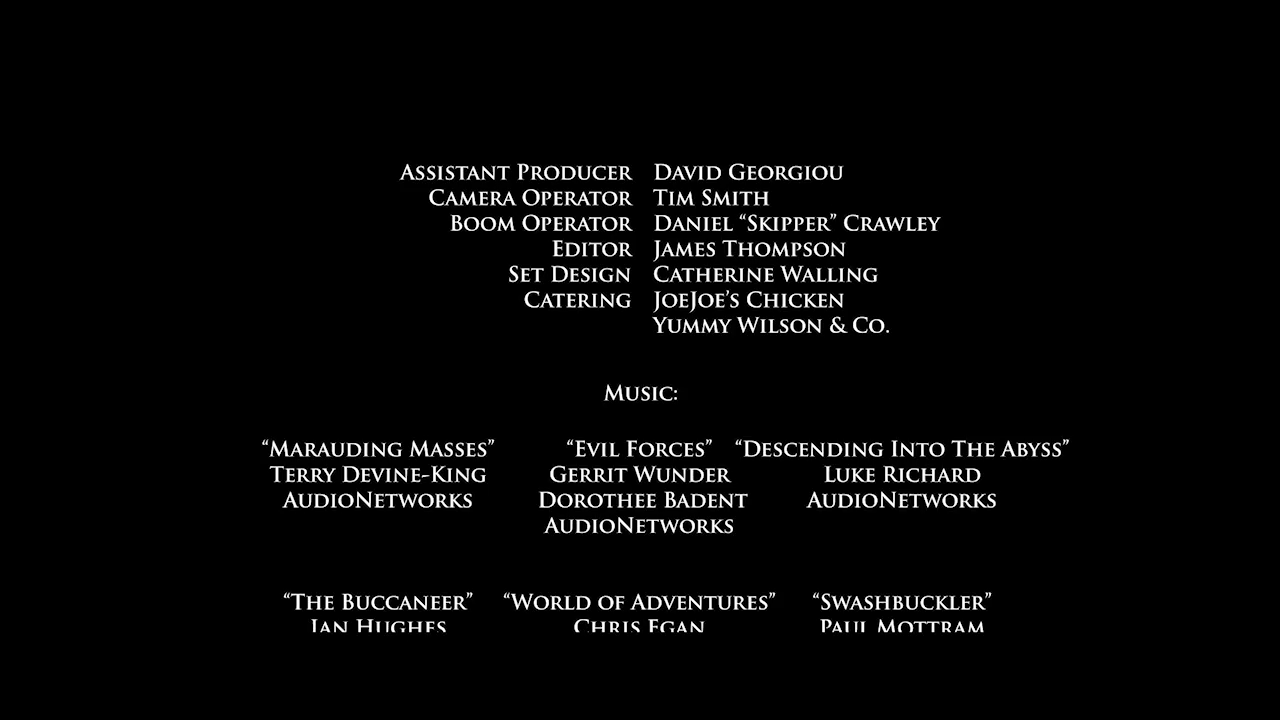 Assistant Producer David Georgiou
Camera Operator Tim Smith
Boom Operator Daniel “Skipper” Crawley
Editor James Thompson
Set Design Catherine Walling
Catering JoeJoe’s Chicken
Yummy Wilson & Co.
Music:
“Marauding Masses” “Evil Forces” “Descending Into The Abyss”
Terry Devine-King Gerrit Wunder Luke Richard
AudioNetworks Dorothee Badent AudioNetworks
AudioNetworks
“The Buccaneer” “World of Adventures” “Swashbuckler”
Ian Hughes Chris Egan Paul Mottram